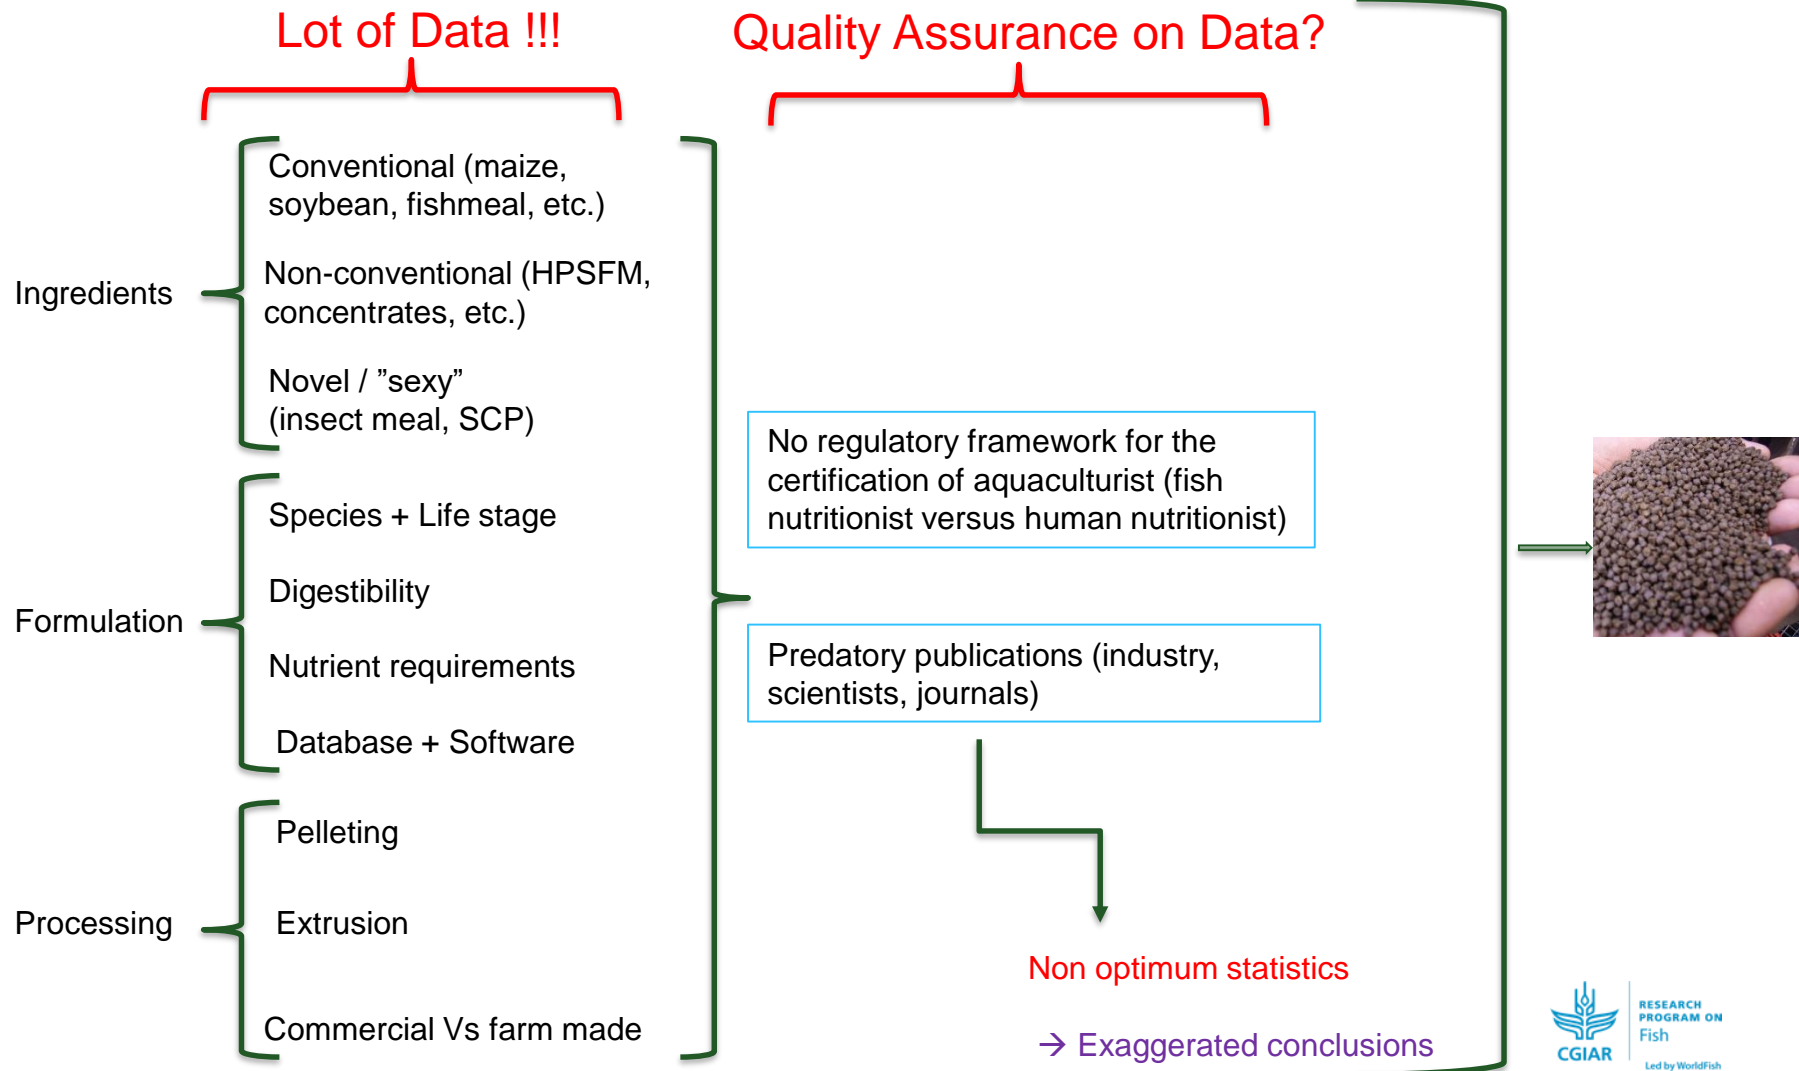 Lot of Data !!!
Quality Assurance on Data?
Ingredients
Conventional (maize,
soybean, fishmeal, etc.)
Non-conventional (HPSFM,
concentrates, etc.)
Novel / ”sexy”
(insect meal, SCP)
Formulation
Species + Life stage
Digestibility
Nutrient requirements
Database + Software
Processing
Pelleting
Extrusion
Commercial Vs farm made
No regulatory framework for the
certification of aquaculturist (fish
nutritionist versus human nutritionist)
Predatory publications (industry,
scientists, journals)
Non optimum statistics
→ Exaggerated conclusions
CGIAR
RESEARCH
PROGRAM ON
Fish
Led by WorldFish